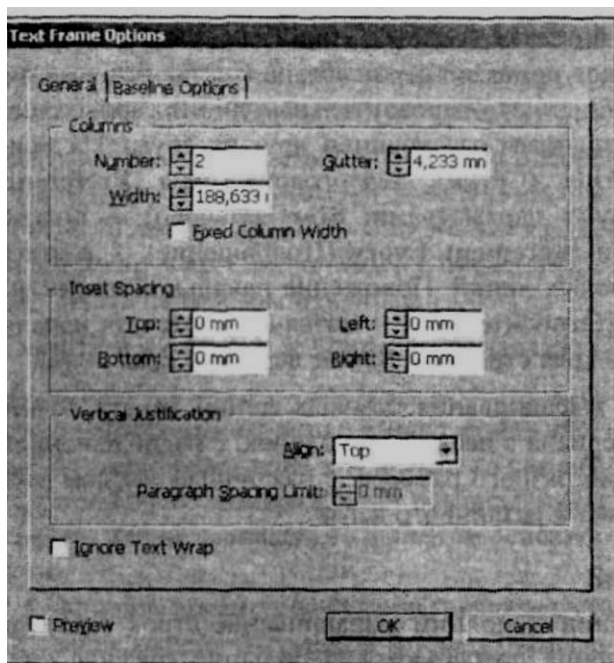 Text Frame Options
General Baseline Options
Columns
Number: 2 Gutter: 4,233 mm
Width: 188,633
Fixed Column Width
Inset Spacing
Top: 0 mm Left: 0 mm
Bottom: 0 mm Right: 0 mm
Vertical Justification
Align: Top
Paragraph Spacing Limit: 0 mm
Ignore Text Wrap
Preview OK Cancel